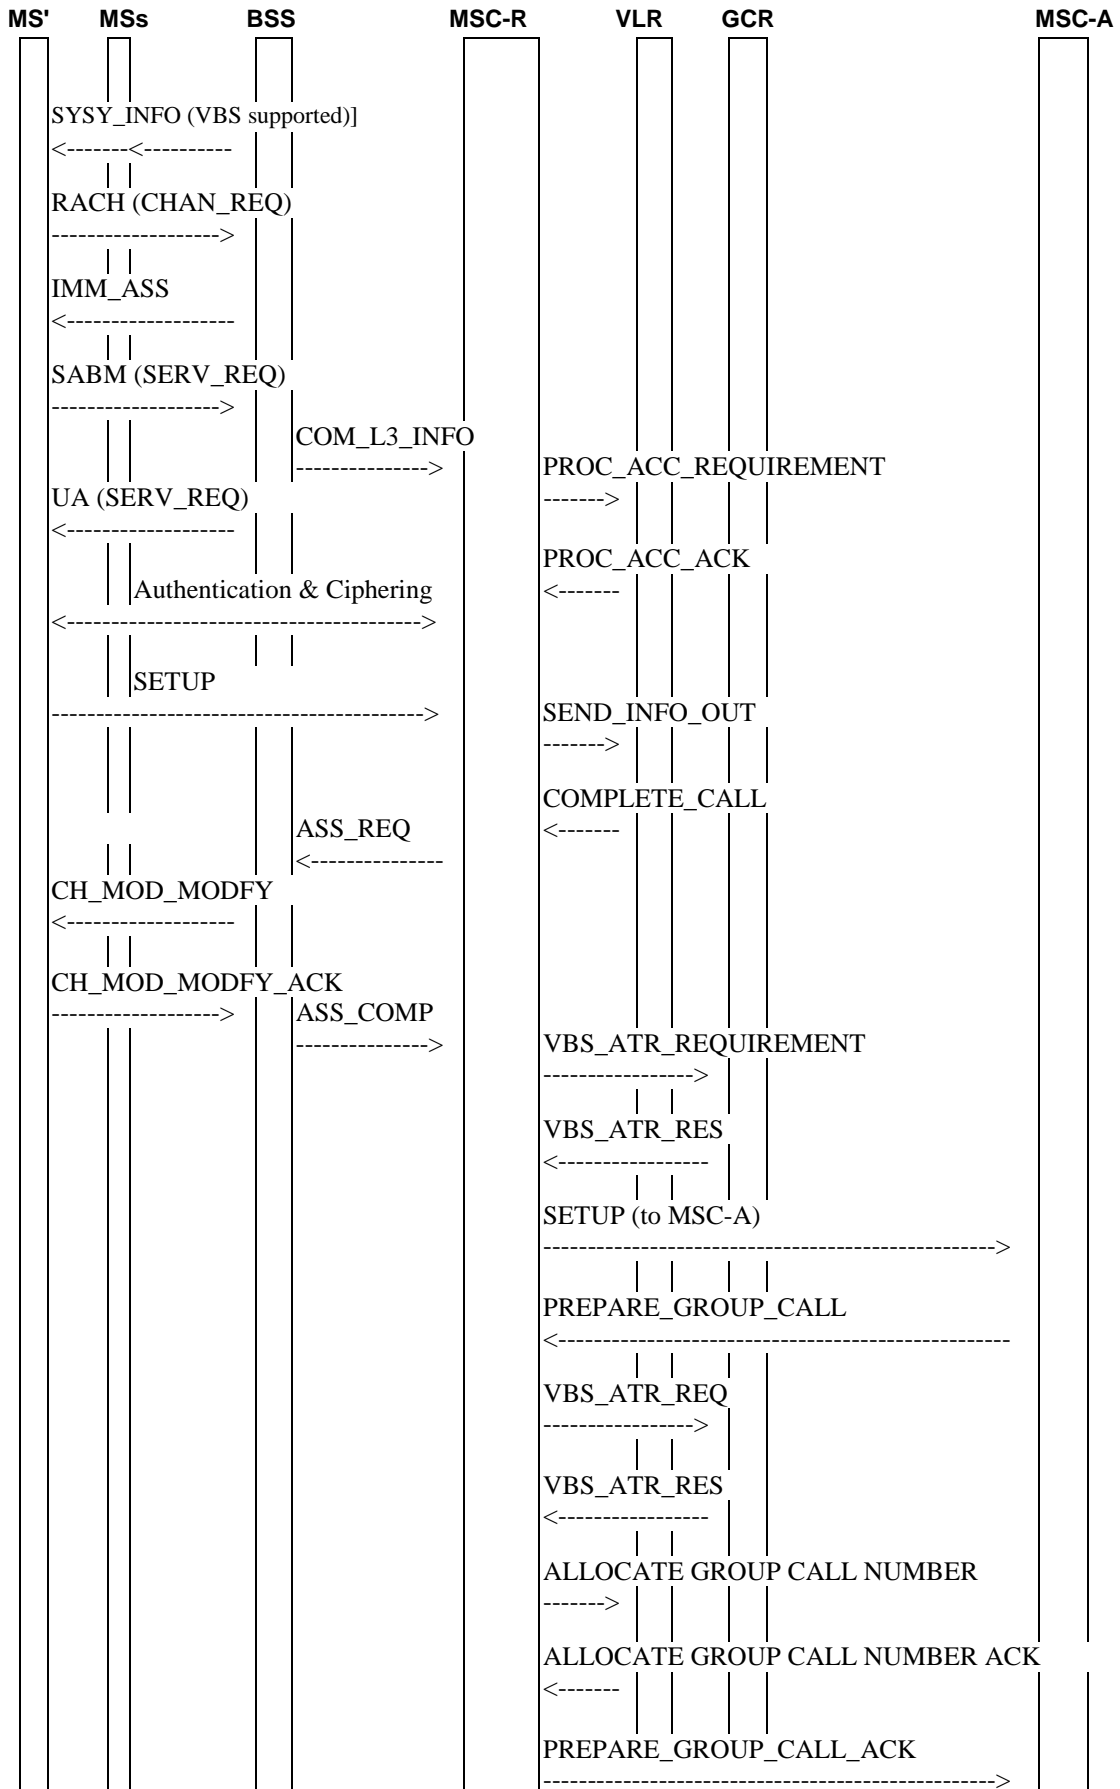 MS' MSs BSS MSC-R VLR GCR MSC-A
SYSY_INFO (VBS supported)]
<-------<----------
RACH (CHAN_REQ)
------------------->
IMM_ASS
<-------------------
SABM (SERV_REQ)
------------------->
COM_L3_INFO
---------------> PROC_ACC_REQUIREMENT
UA (SERV_REQ) ------->
<-------------------
PROC_ACC_ACK
Authentication & Ciphering <-------
<---------------------------------------->
SETUP
------------------------------------------> SEND_INFO_OUT
------->
COMPLETE_CALL
ASS_REQ <-------
<---------------
CH_MOD_MODFY
<-------------------
CH_MOD_MODFY_ACK
-------------------> ASS_COMP
---------------> VBS_ATR_REQUIREMENT
----------------->
VBS_ATR_RES
<-----------------
SETUP (to MSC-A)
--------------------------------------------------->
PREPARE_GROUP_CALL
<---------------------------------------------------
VBS_ATR_REQ
----------------->
VBS_ATR_RES
<-----------------
ALLOCATE GROUP CALL NUMBER
------->
ALLOCATE GROUP CALL NUMBER ACK
<-------
PREPARE_GROUP_CALL_ACK
--------------------------------------------------->